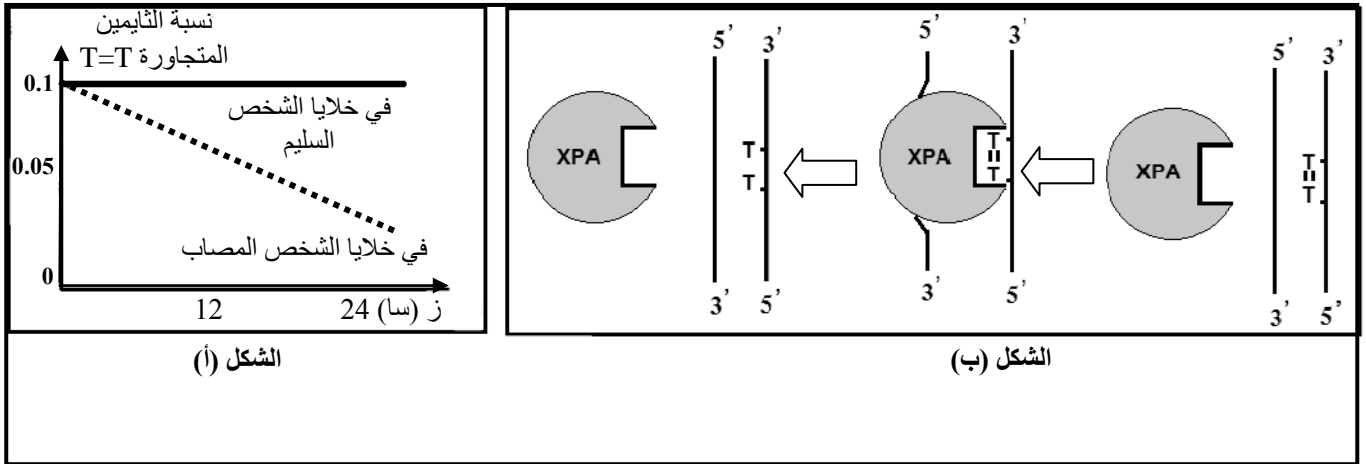 نسبة الثايمين
المتجاورة T=T
0.1
في خلايا الشخص
السليم
0.05
في خلايا الشخص المصاب
0
12
24 ز (سا)
الشكل (أ)
5’ 3’
XPA
T
T
3’ 5’
5’ 3’
XPA
T=T
3’ 5’
5’ 3’
XPA
T=T
3’ 5’
الشكل (ب)